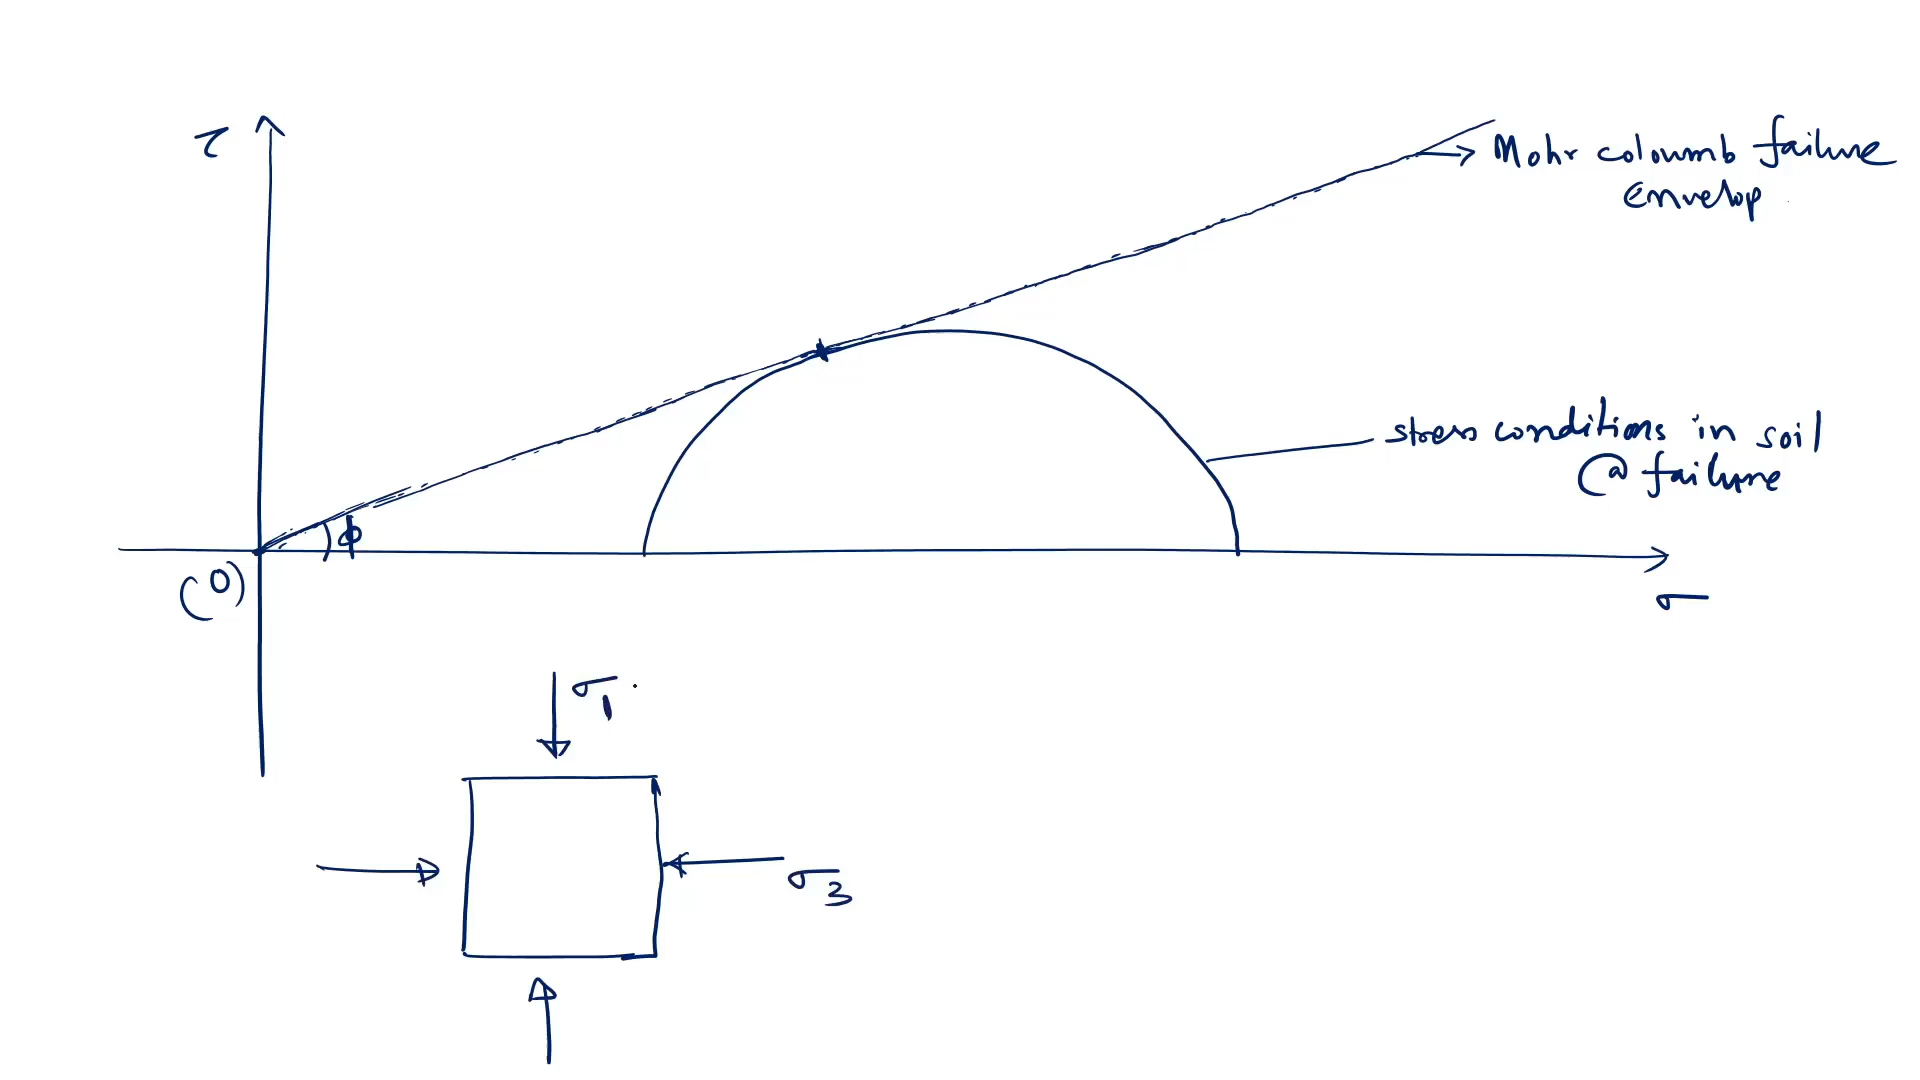 τ
Mohr coloumb failure
envelop
stress conditions in soil
@ failure
ϕ
(0)
σ
σ1
σ3